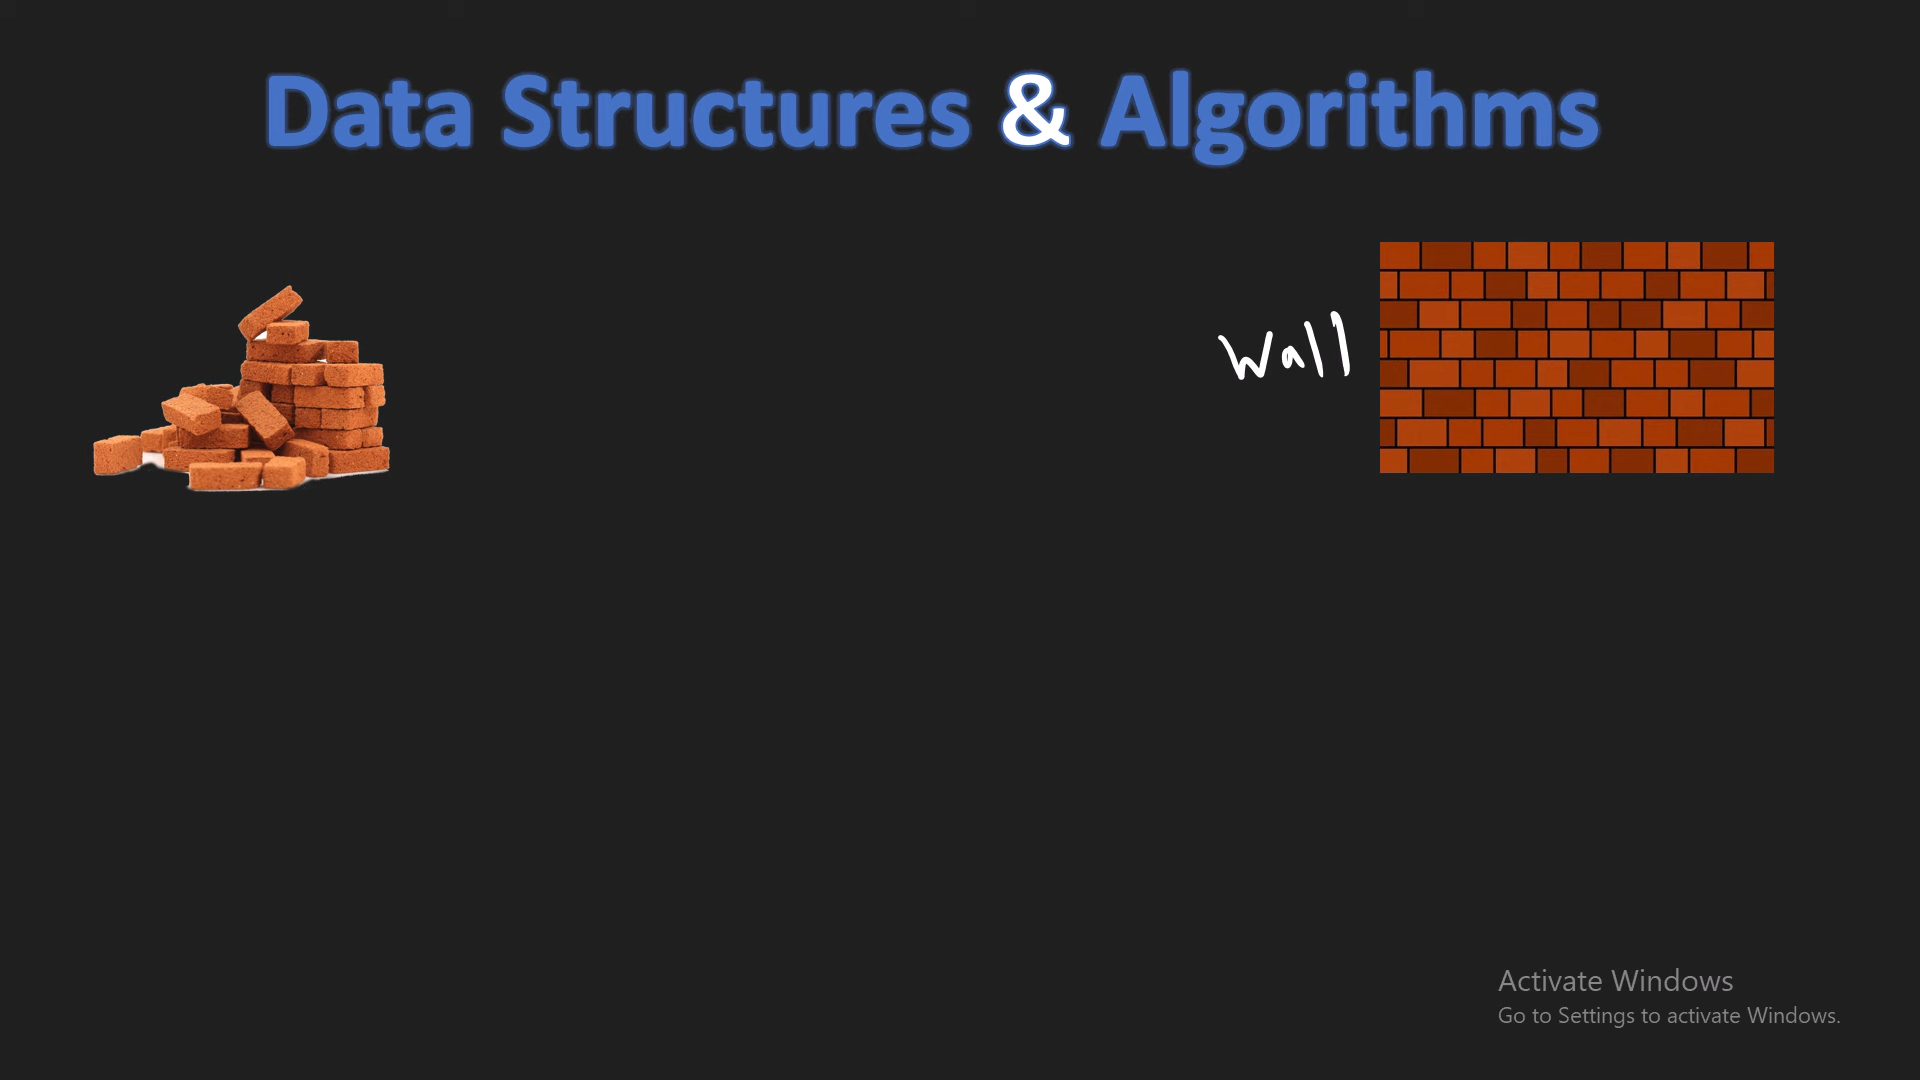 Data Structures & Algorithms
Wall
Activate Windows
Go to Settings to activate Windows.